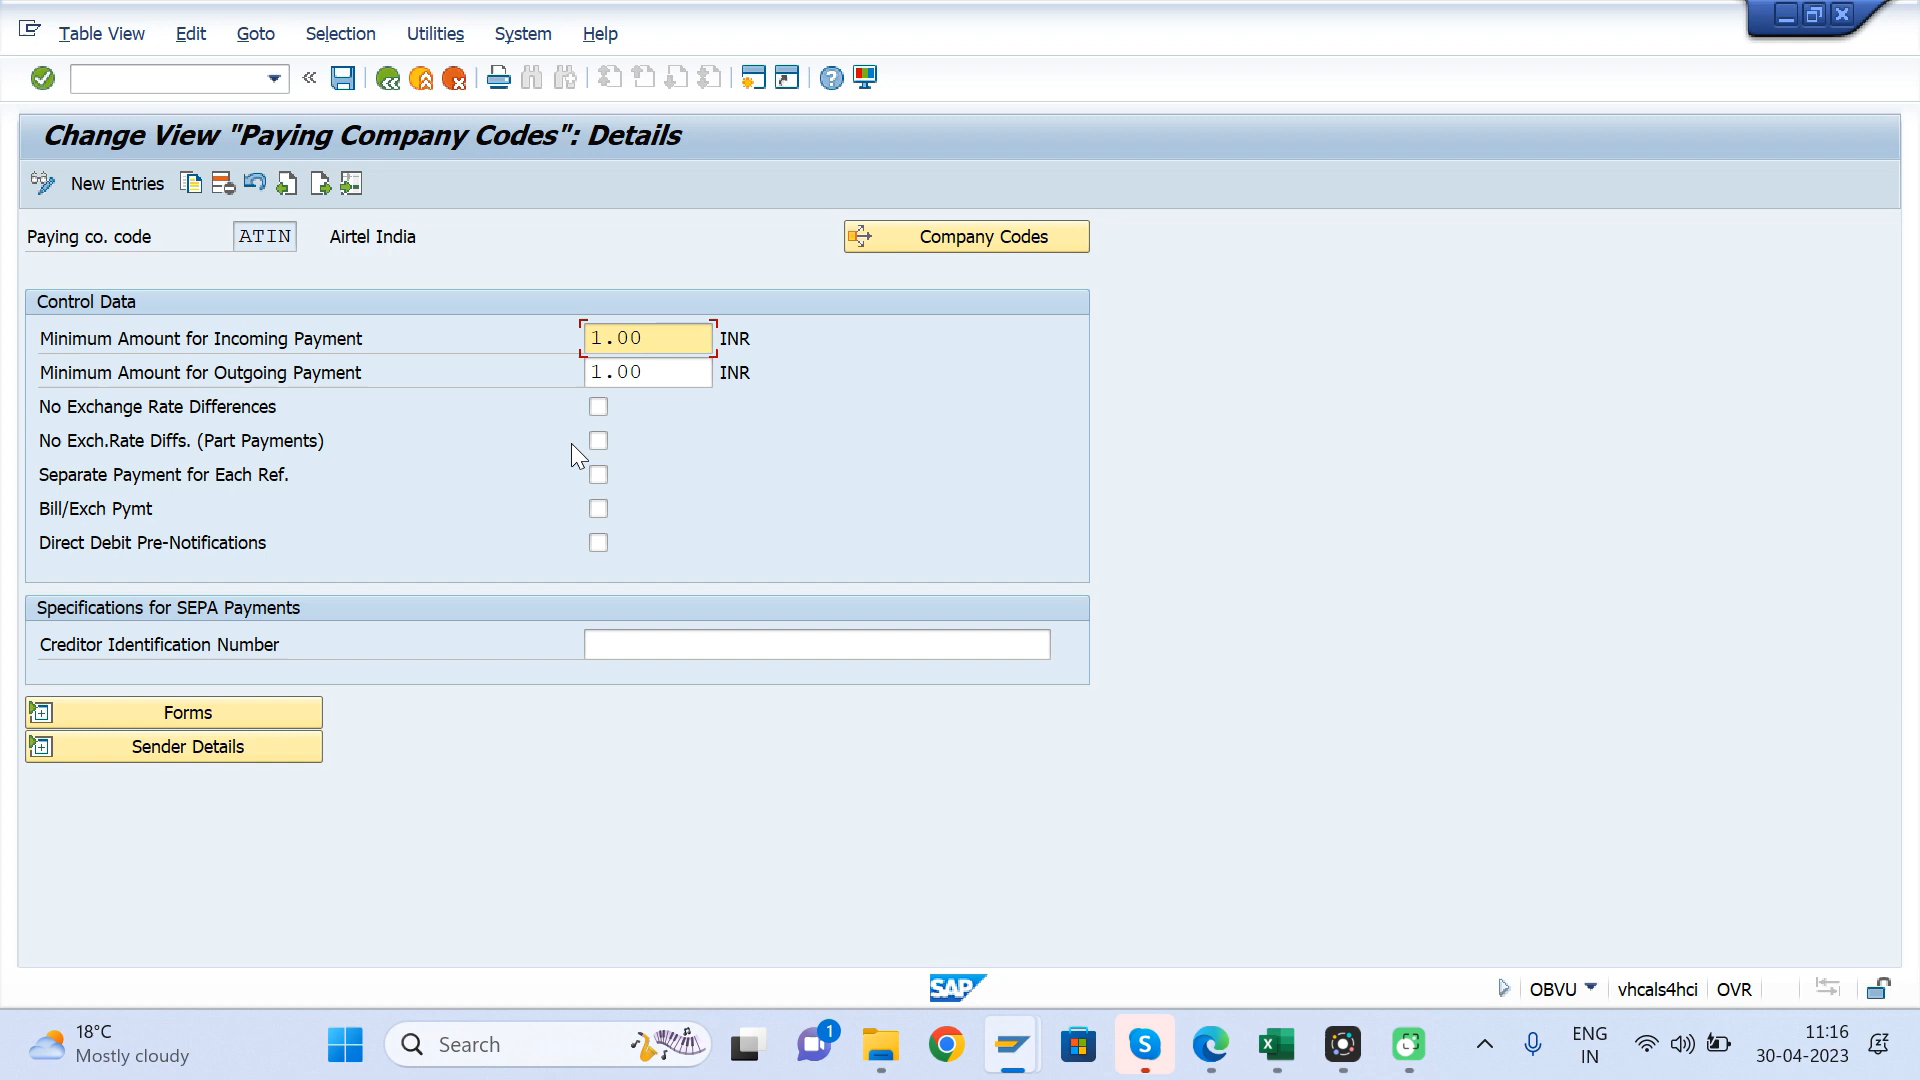 Table View Edit Goto Selection Utilities System Help
Change View "Paying Company Codes": Details
New Entries
Paying co. code ATIN Airtel India Company Codes
Control Data
Minimum Amount for Incoming Payment 1.00 INR
Minimum Amount for Outgoing Payment 1.00 INR
No Exchange Rate Differences
No Exch.Rate Diffs. (Part Payments)
Separate Payment for Each Ref.
Bill/Exch Pymt
Direct Debit Pre-Notifications
Specifications for SEPA Payments
Creditor Identification Number
Forms
Sender Details
SAP OBVU vhcals4hci OVR
18°C
Mostly cloudy
Search
1
ENG
IN
11:16
30-04-2023